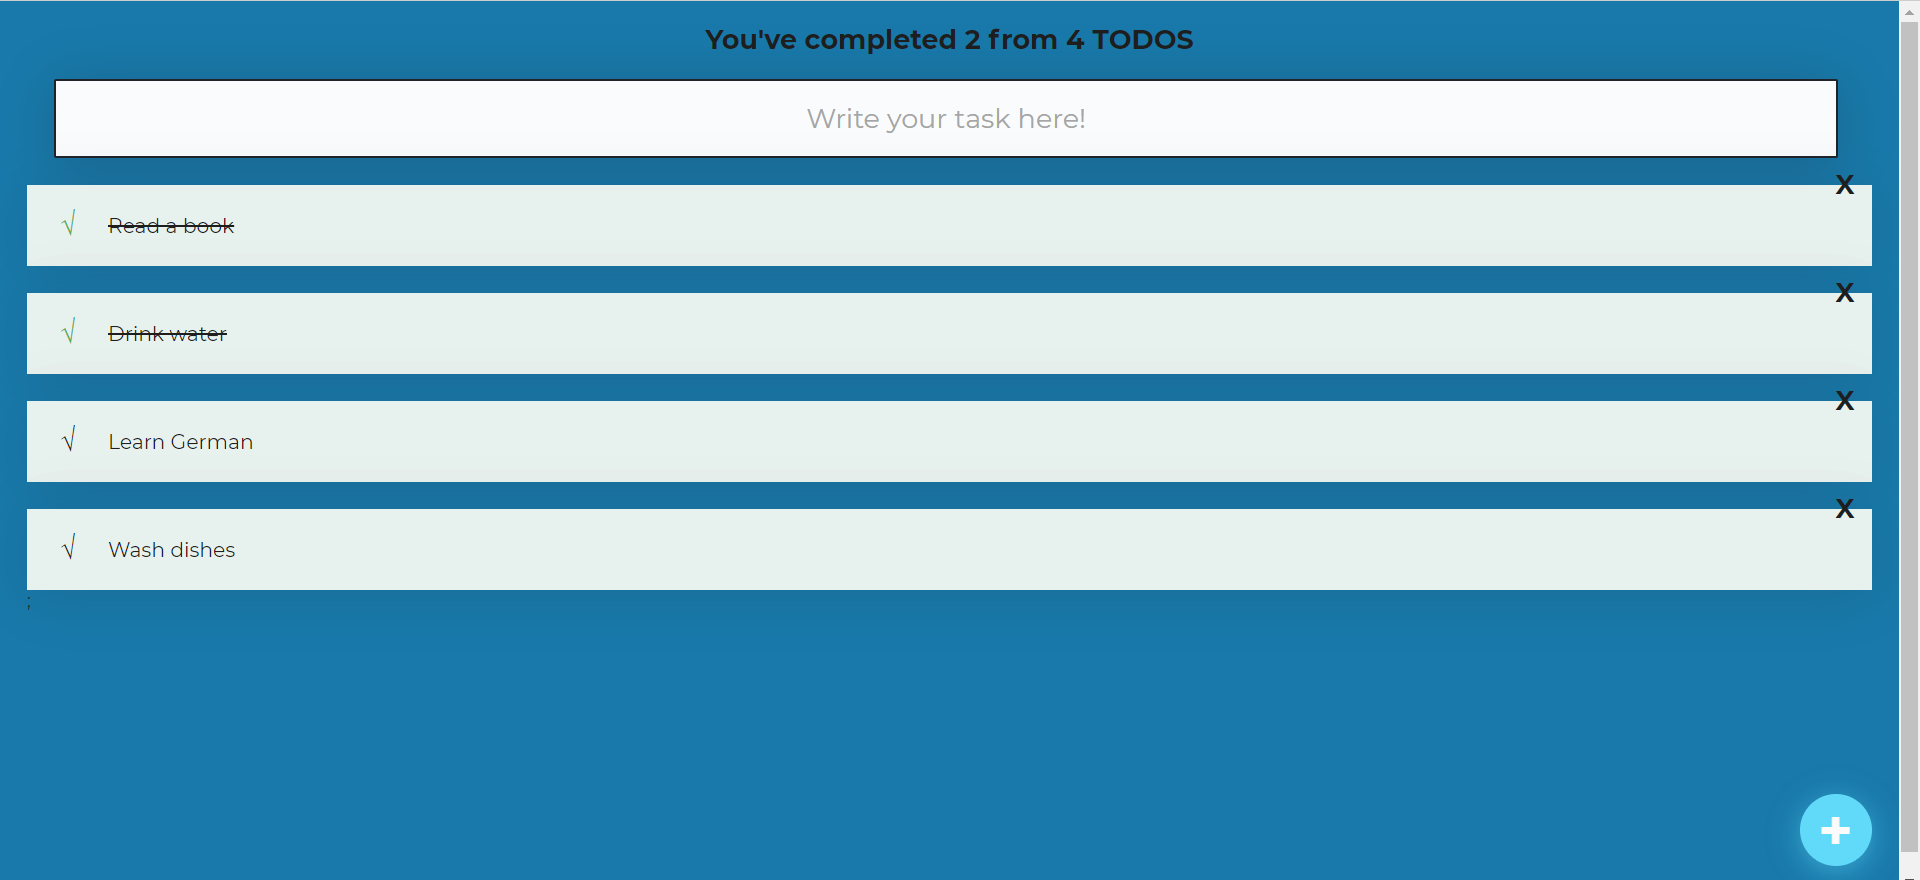 You've completed 2 from 4 TODOS
Write your task here!
X
√ Read a book
X
√ Drink water
X
√ Learn German
X
√ Wash dishes
;
+